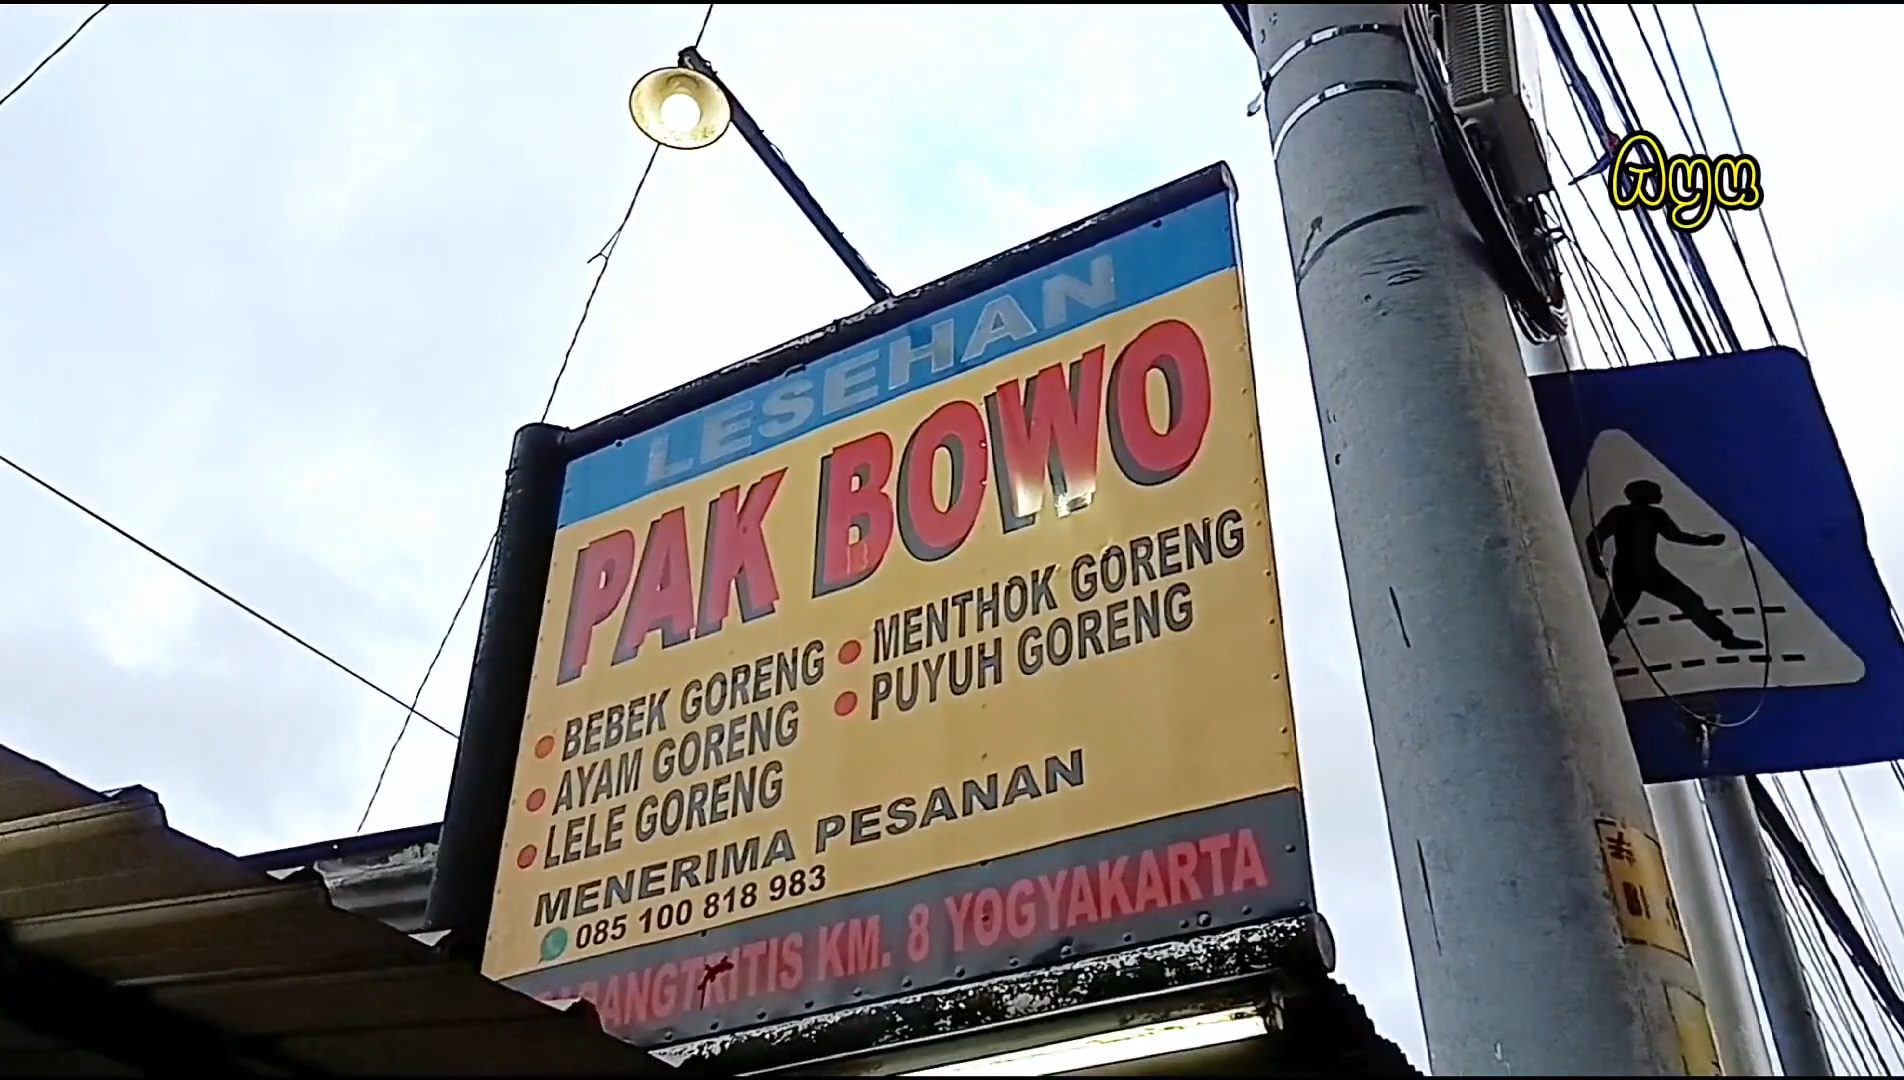 Ayu
LESEHAN
PAK BOWO
• BEBEK GORENG
• AYAM GORENG
• LELE GORENG
• MENTHOK GORENG
• PUYUH GORENG
MENERIMA PESANAN
085 100 818 983
KM. 8 YOGYAKARTA